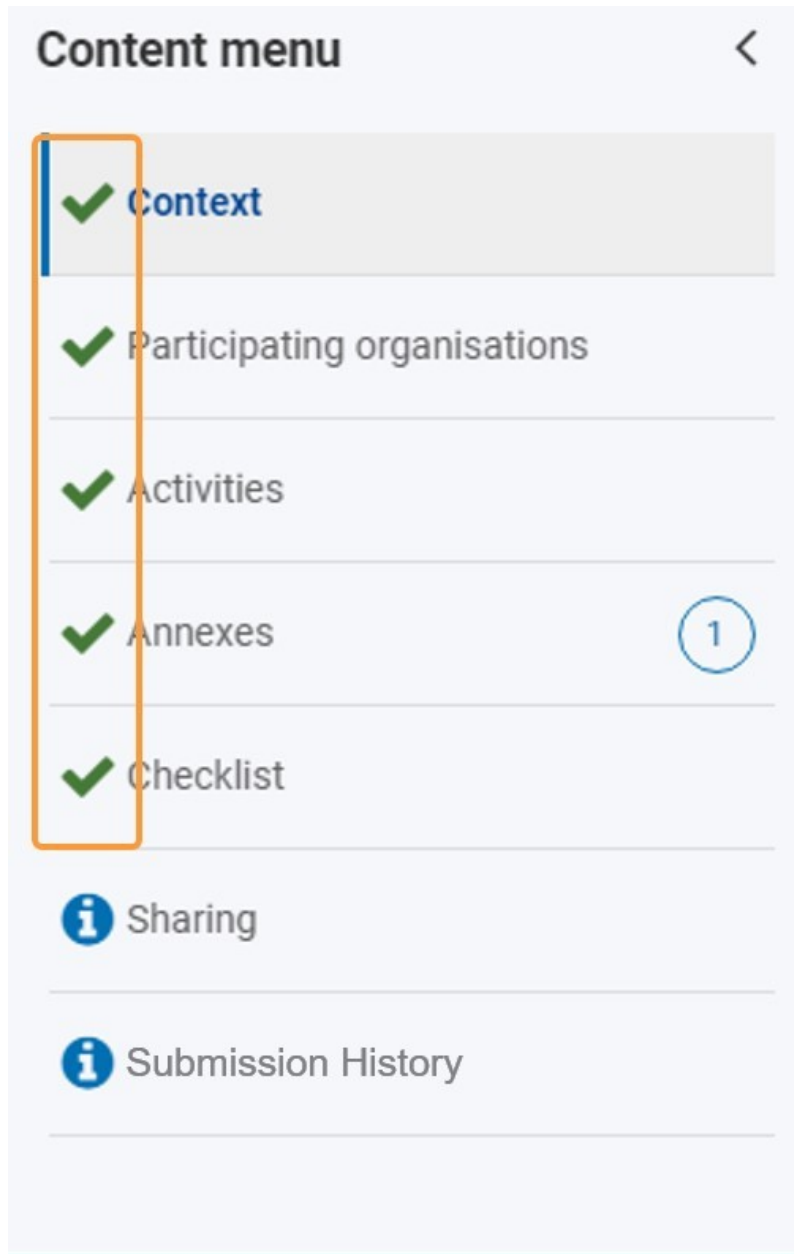 Content menu
Context
Participating organisations
Activities
Annexes
1
Checklist
Sharing
Submission History